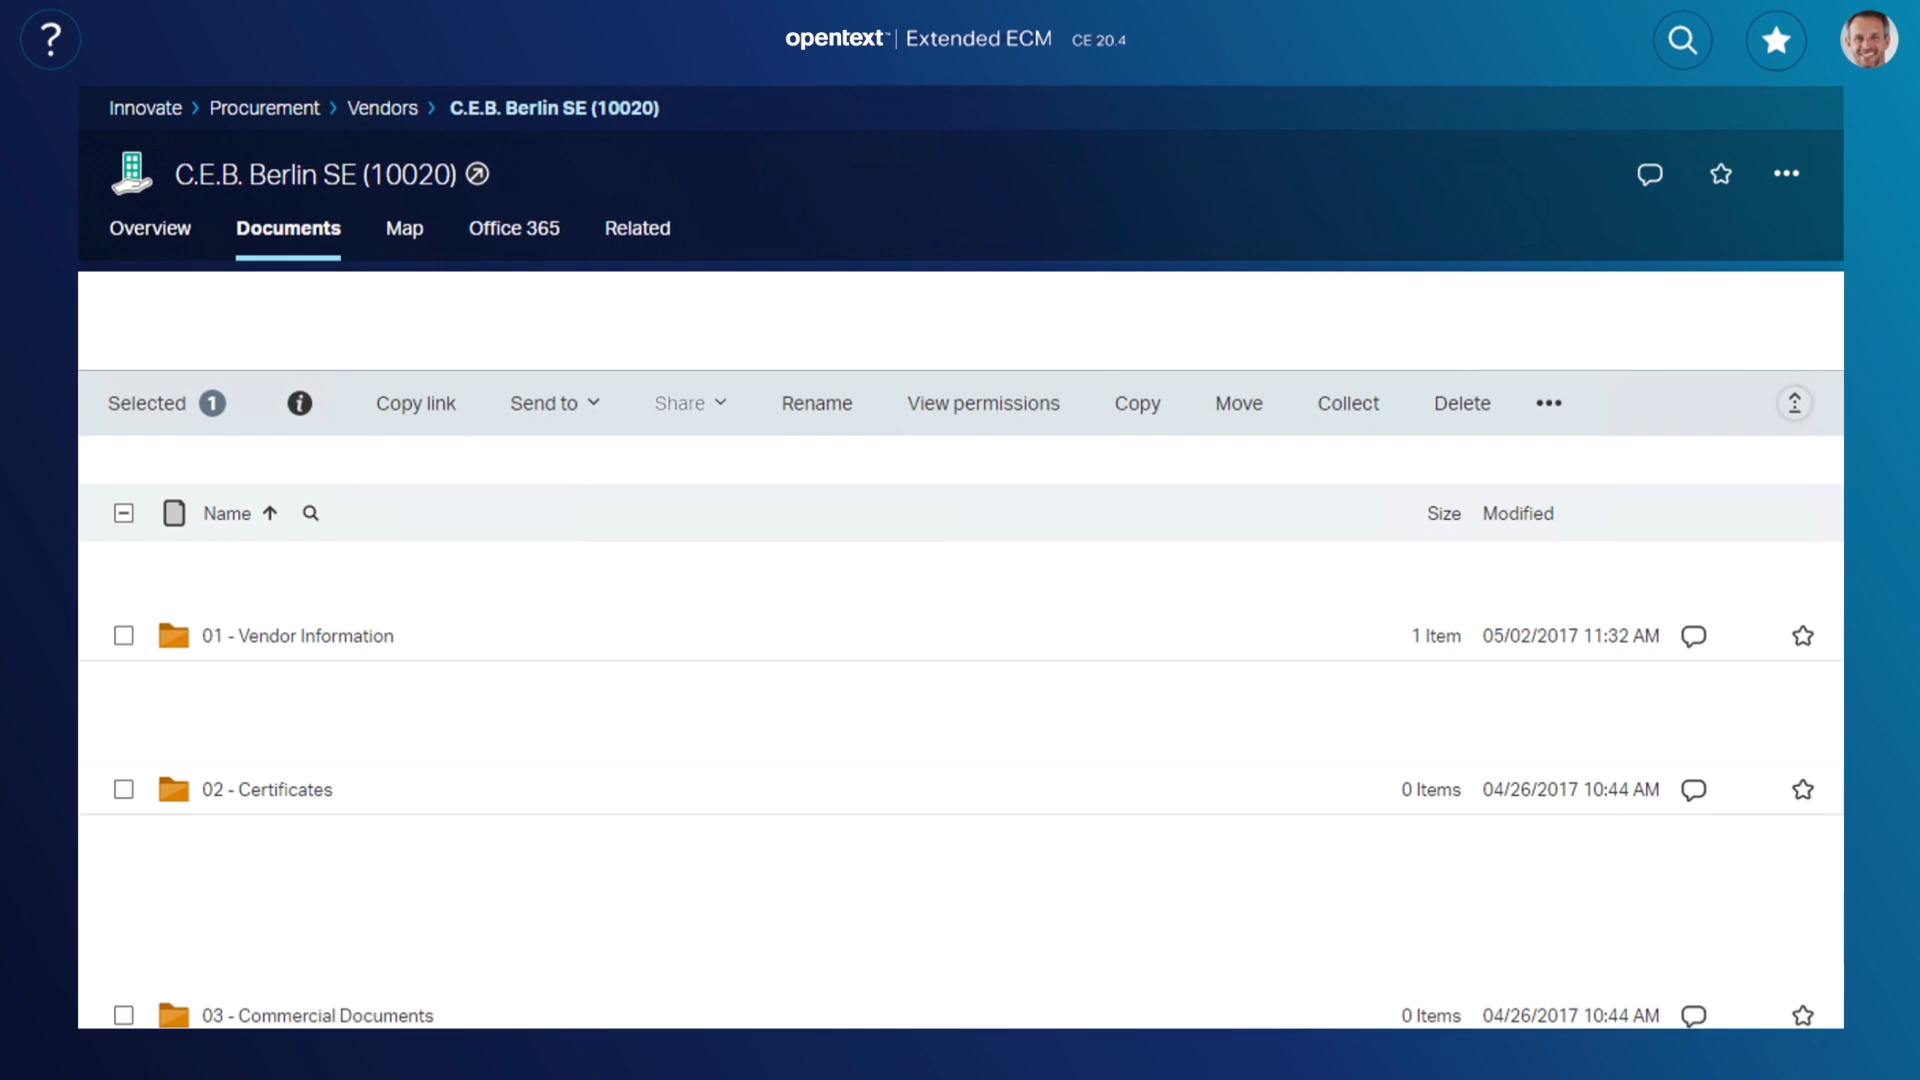 ?
opentext™ | Extended ECM CE 20.4
Innovate > Procurement > Vendors > C.E.B. Berlin SE (10020)
C.E.B. Berlin SE (10020)
Overview Documents Map Office 365 Related
Selected 1 i Copy link Send to Share Rename View permissions Copy Move Collect Delete •••
Name Size Modified
01 - Vendor Information 1 Item 05/02/2017 11:32 AM
02 - Certificates 0 Items 04/26/2017 10:44 AM
03 - Commercial Documents 0 Items 04/26/2017 10:44 AM